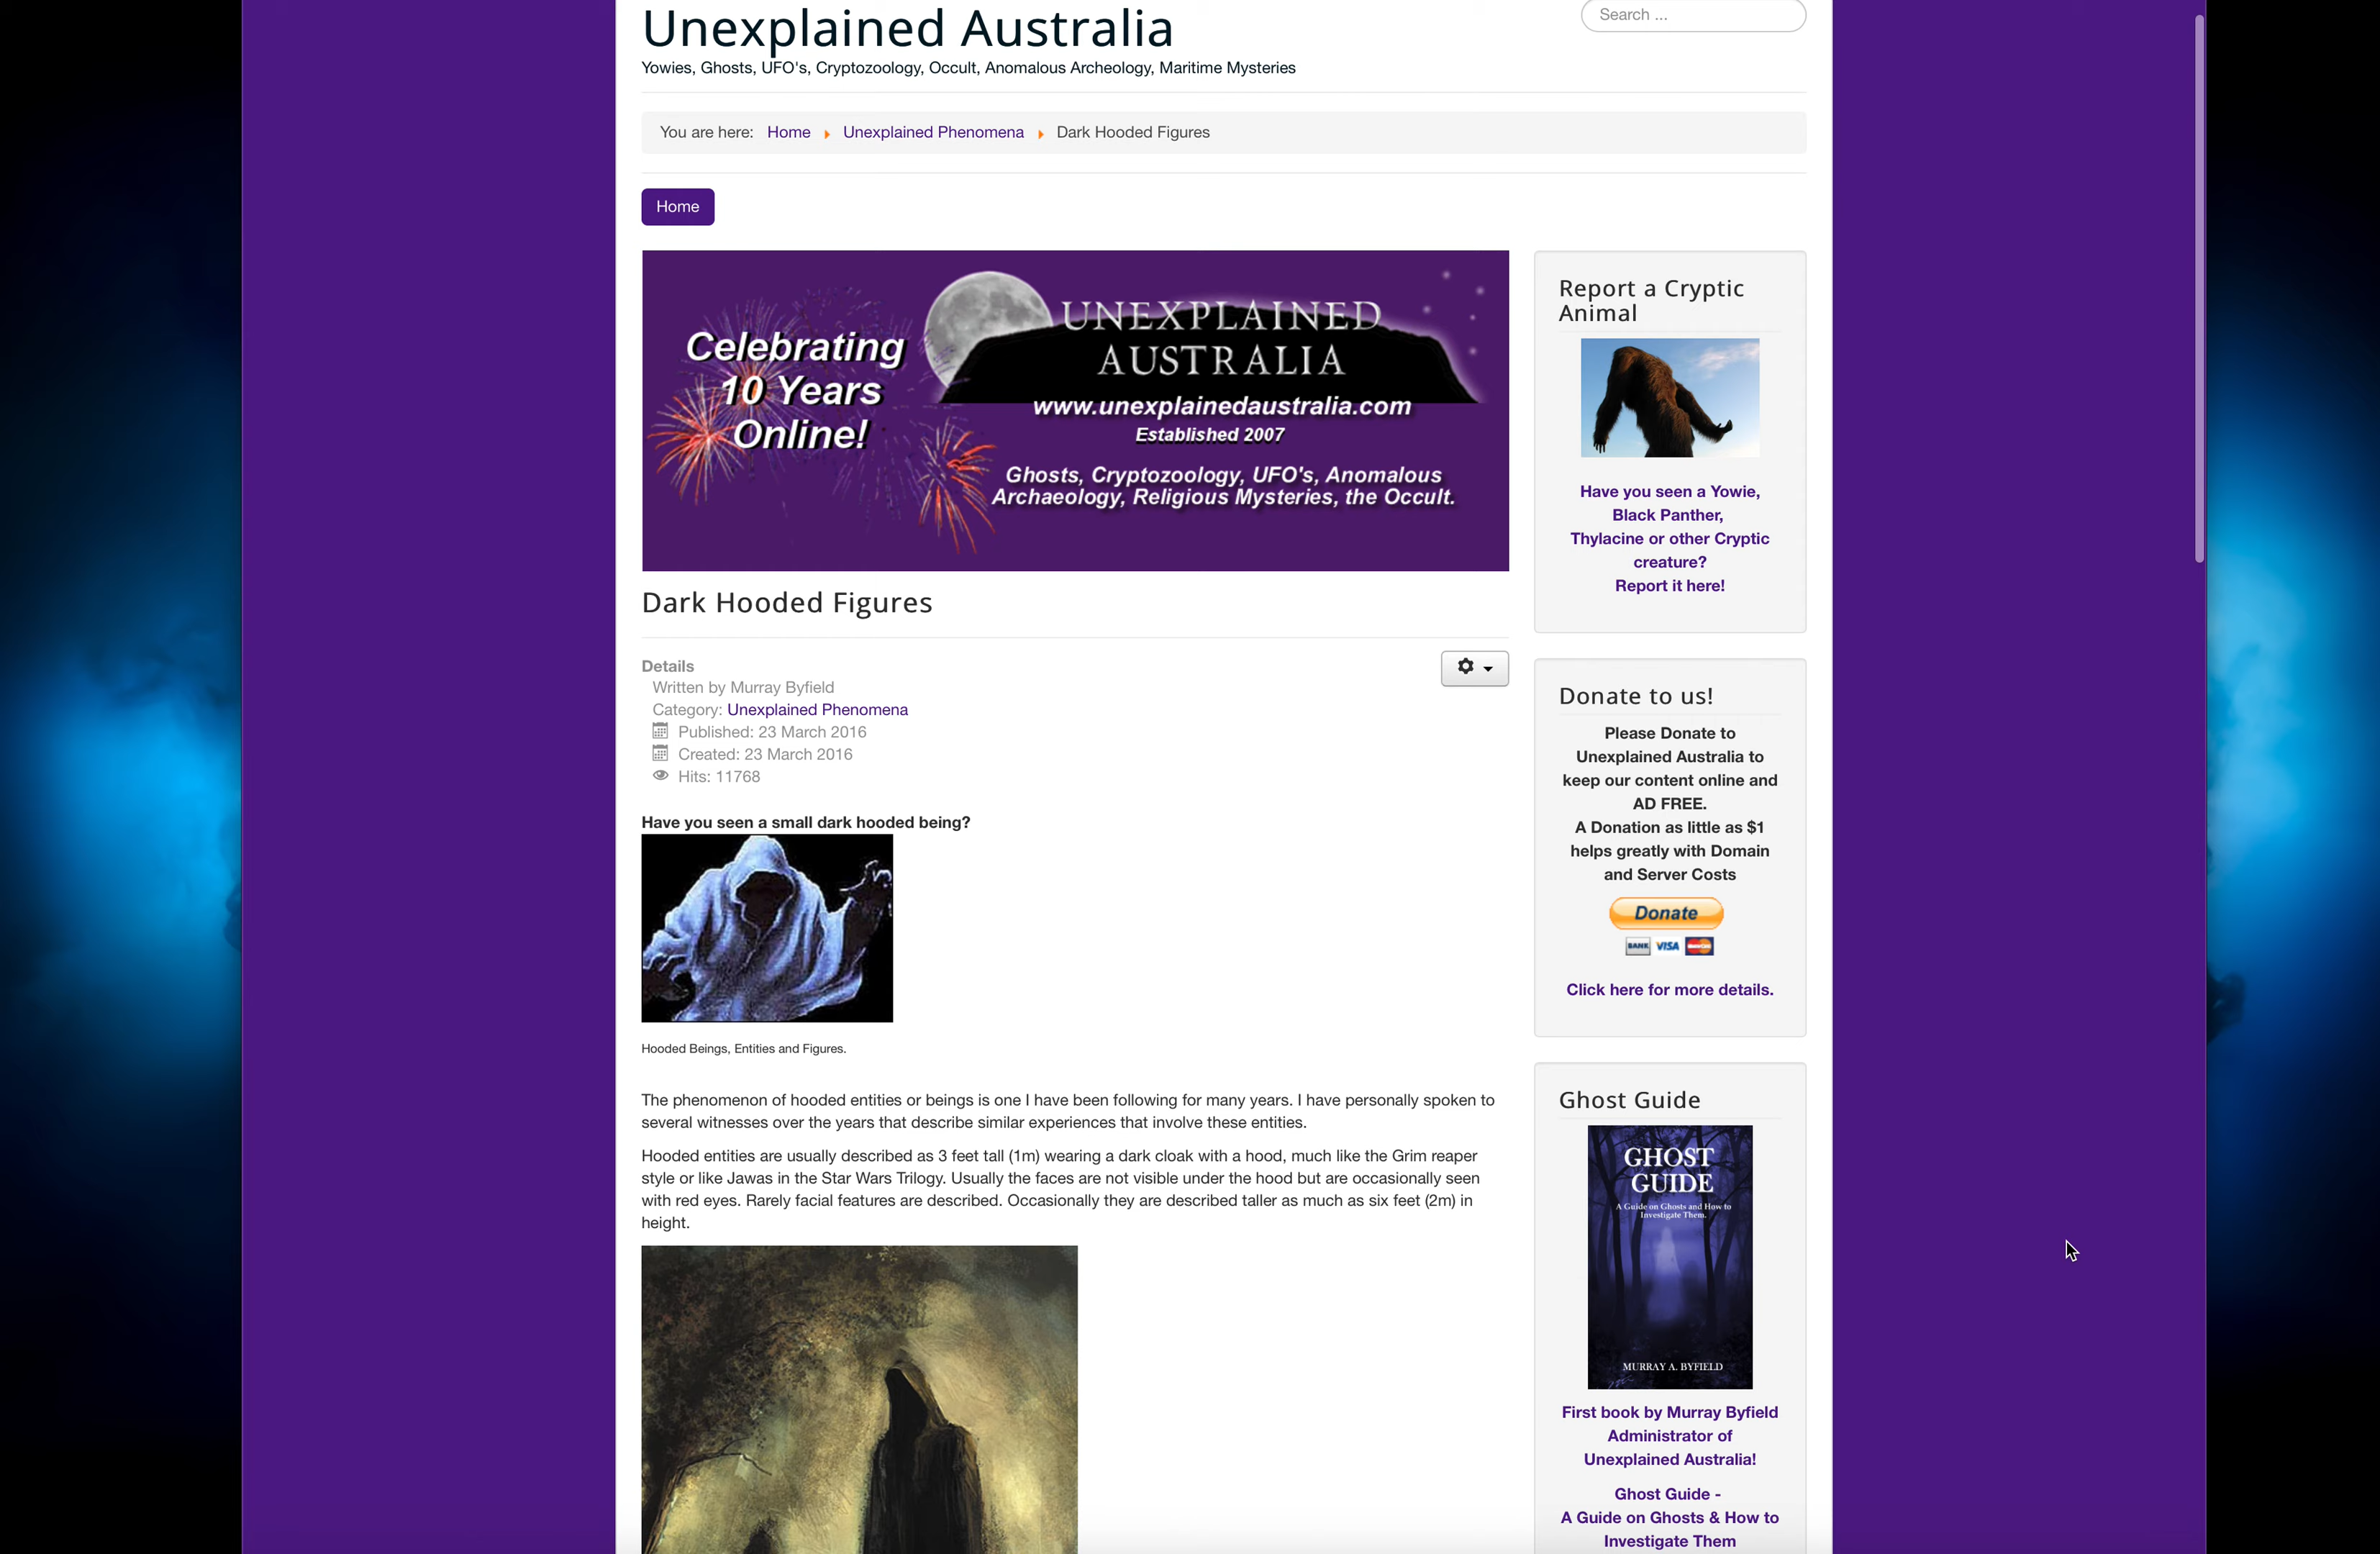 Unexplained Australia
Search ...
Yowies, Ghosts, UFO's, Cryptozoology, Occult, Anomalous Archeology, Maritime Mysteries
You are here: Home Unexplained Phenomena Dark Hooded Figures
Home
Celebrating
10 Years
Online!
UNEXPLAINED
AUSTRALIA
www.unexplainedaustralia.com
Established 2007
Ghosts, Cryptozoology, UFO's, Anomalous
Archaeology, Religious Mysteries, the Occult.
Dark Hooded Figures
Details
Written by Murray Byfield
Category: Unexplained Phenomena
Published: 23 March 2016
Created: 23 March 2016
Hits: 11768
Have you seen a small dark hooded being?
Hooded Beings, Entities and Figures.
The phenomenon of hooded entities or beings is one I have been following for many years. I have personally spoken to
several witnesses over the years that describe similar experiences that involve these entities.
Hooded entities are usually described as 3 feet tall (1m) wearing a dark cloak with a hood, much like the Grim reaper
style or like Jawas in the Star Wars Trilogy. Usually the faces are not visible under the hood but are occasionally seen
with red eyes. Rarely facial features are described. Occasionally they are described taller as much as six feet (2m) in
height.
Report a Cryptic
Animal
Have you seen a Yowie,
Black Panther,
Thylacine or other Cryptic
creature?
Report it here!
Donate to us!
Please Donate to
Unexplained Australia to
keep our content online and
AD FREE.
A Donation as little as $1
helps greatly with Domain
and Server Costs
Donate
BANK VISA
Click here for more details.
Ghost Guide
GHOST
GUIDE
A Guide on Ghosts and How to
Investigate Them.
MURRAY A. BYFIELD
First book by Murray Byfield
Administrator of
Unexplained Australia!
Ghost Guide -
A Guide on Ghosts & How to
Investigate Them